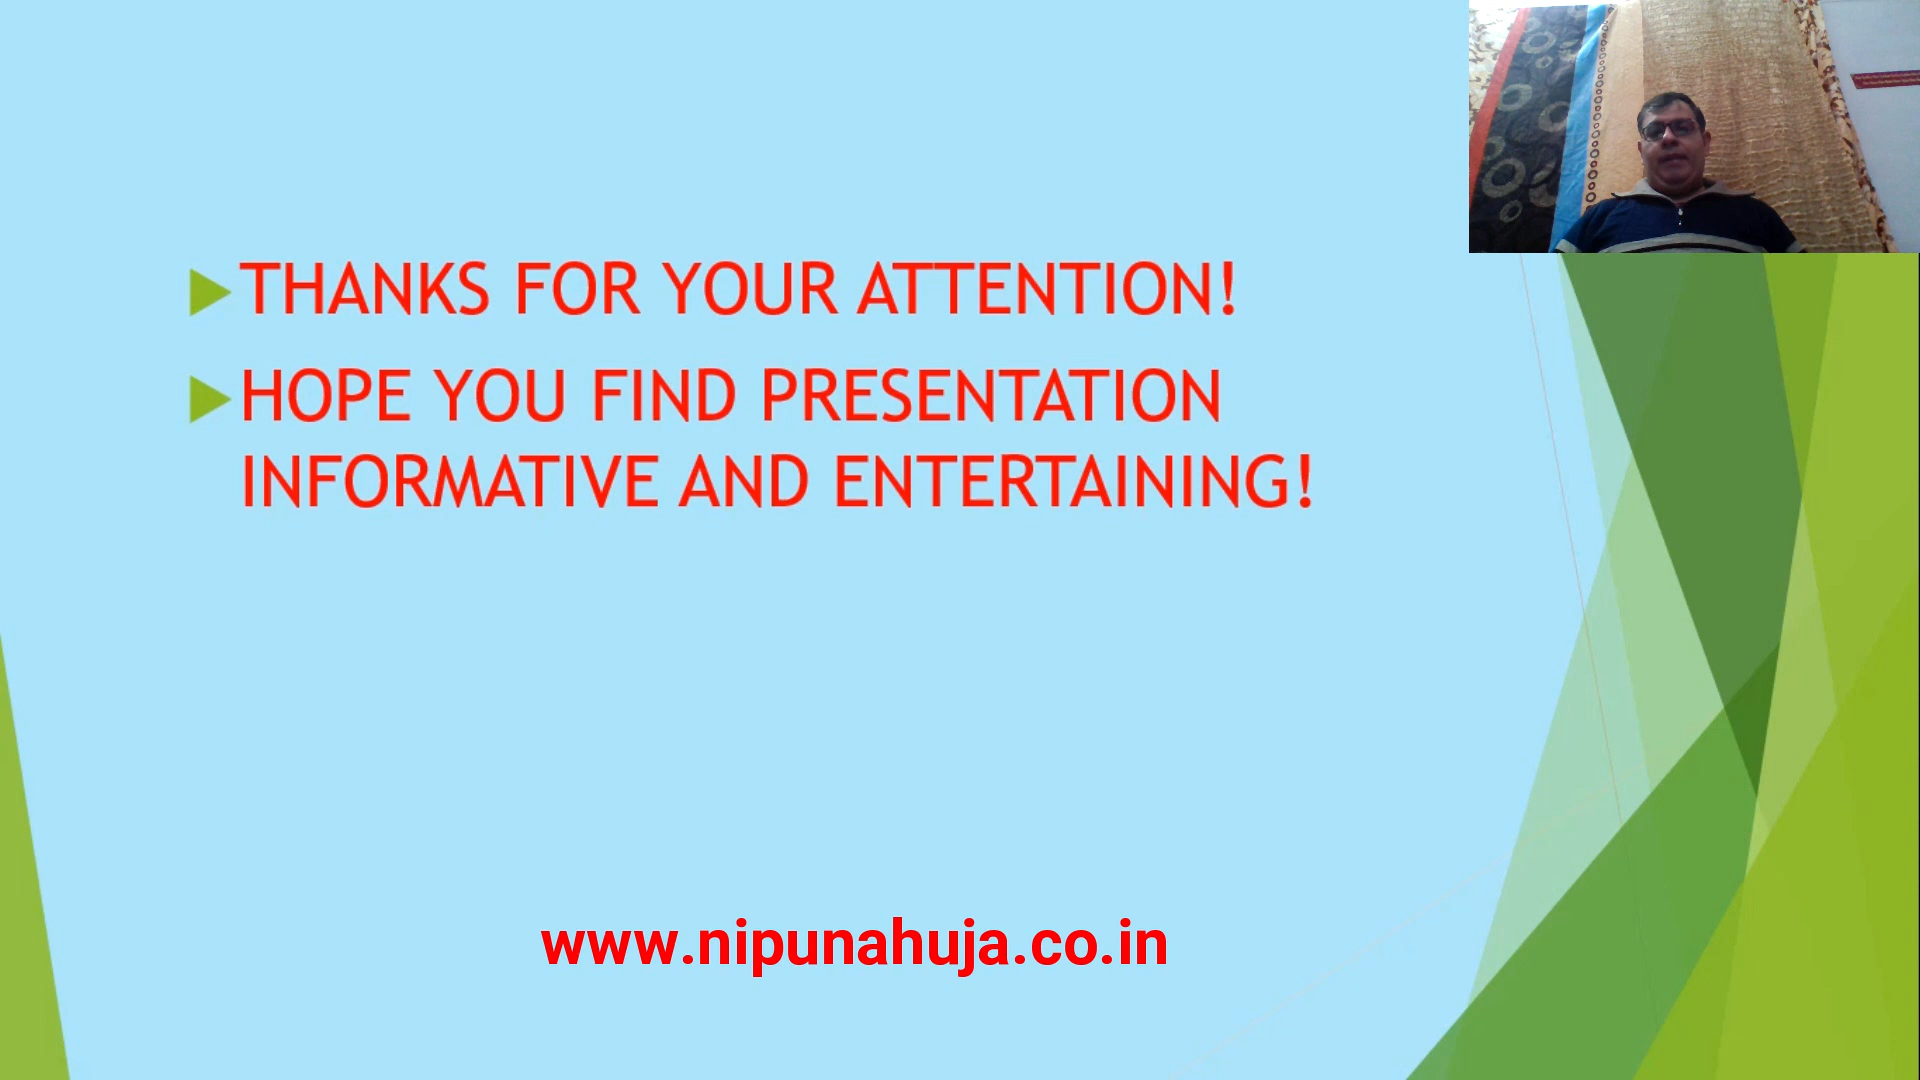 THANKS FOR YOUR ATTENTION!
HOPE YOU FIND PRESENTATION
INFORMATIVE AND ENTERTAINING!
www.nipunahuja.co.in